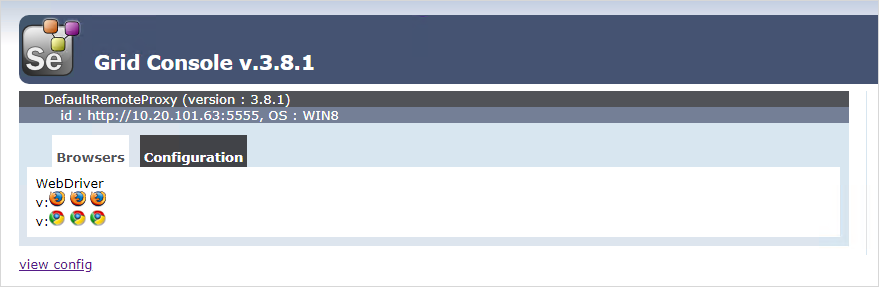 Se
Grid Console v.3.8.1
DefaultRemoteProxy (version : 3.8.1)
id : http://10.20.101.63:5555, OS : WIN8
Browsers Configuration
WebDriver
v:
v:
view config